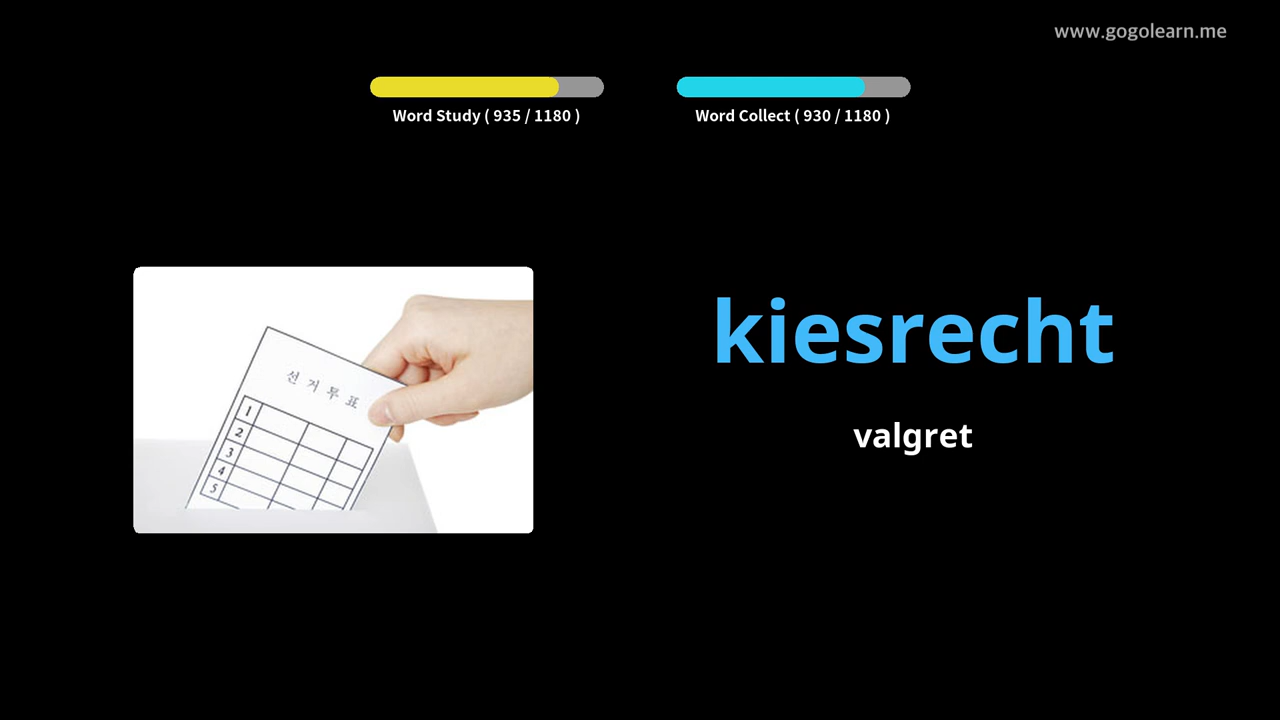 www.gogolearn.me
Word Study ( 935 / 1180 )
Word Collect ( 930 / 1180 )
선거투표
1
2
3
4
5
kiesrecht
valgret